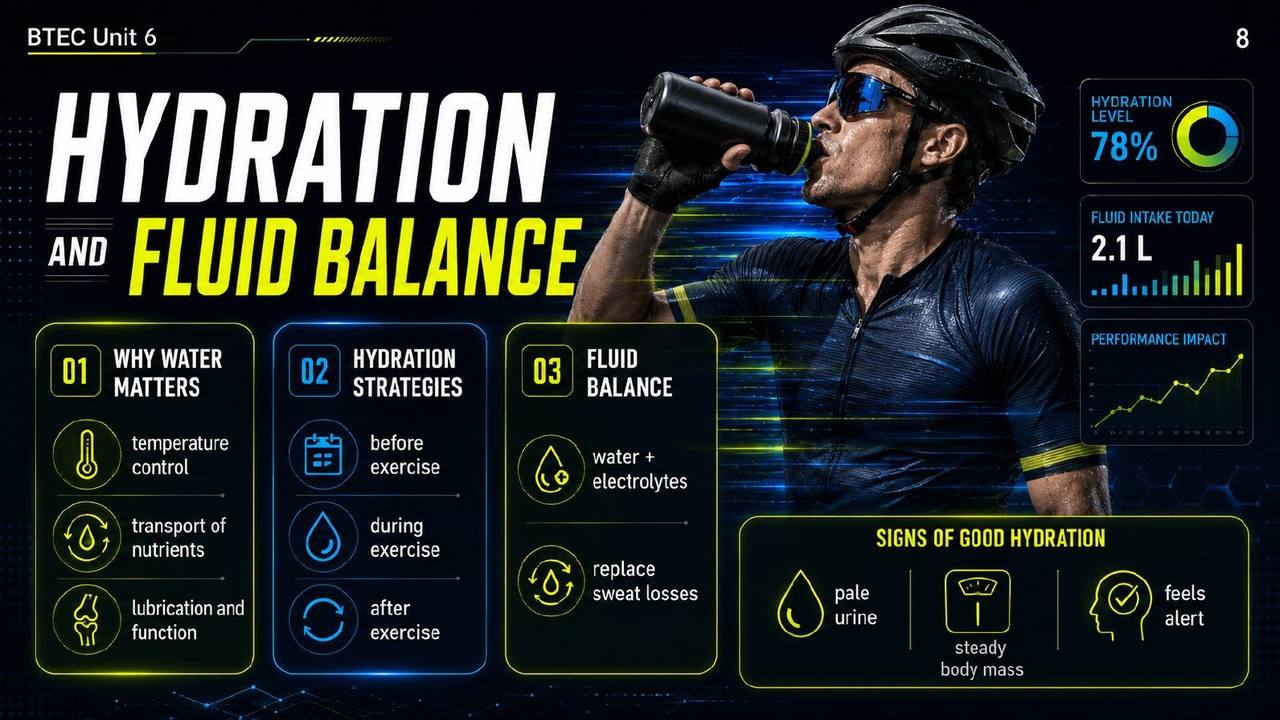 BTEC Unit 6
8
HYDRATION
AND FLUID BALANCE
HYDRATION
LEVEL
78%
FLUID INTAKE TODAY
2.1 L
PERFORMANCE IMPACT
01
WHY WATER
MATTERS
temperature
control
transport of
nutrients
lubrication and
function
02
HYDRATION
STRATEGIES
before
exercise
during
exercise
after
exercise
03
FLUID
BALANCE
water +
electrolytes
replace
sweat losses
SIGNS OF GOOD HYDRATION
pale
urine
steady
body mass
feels
alert